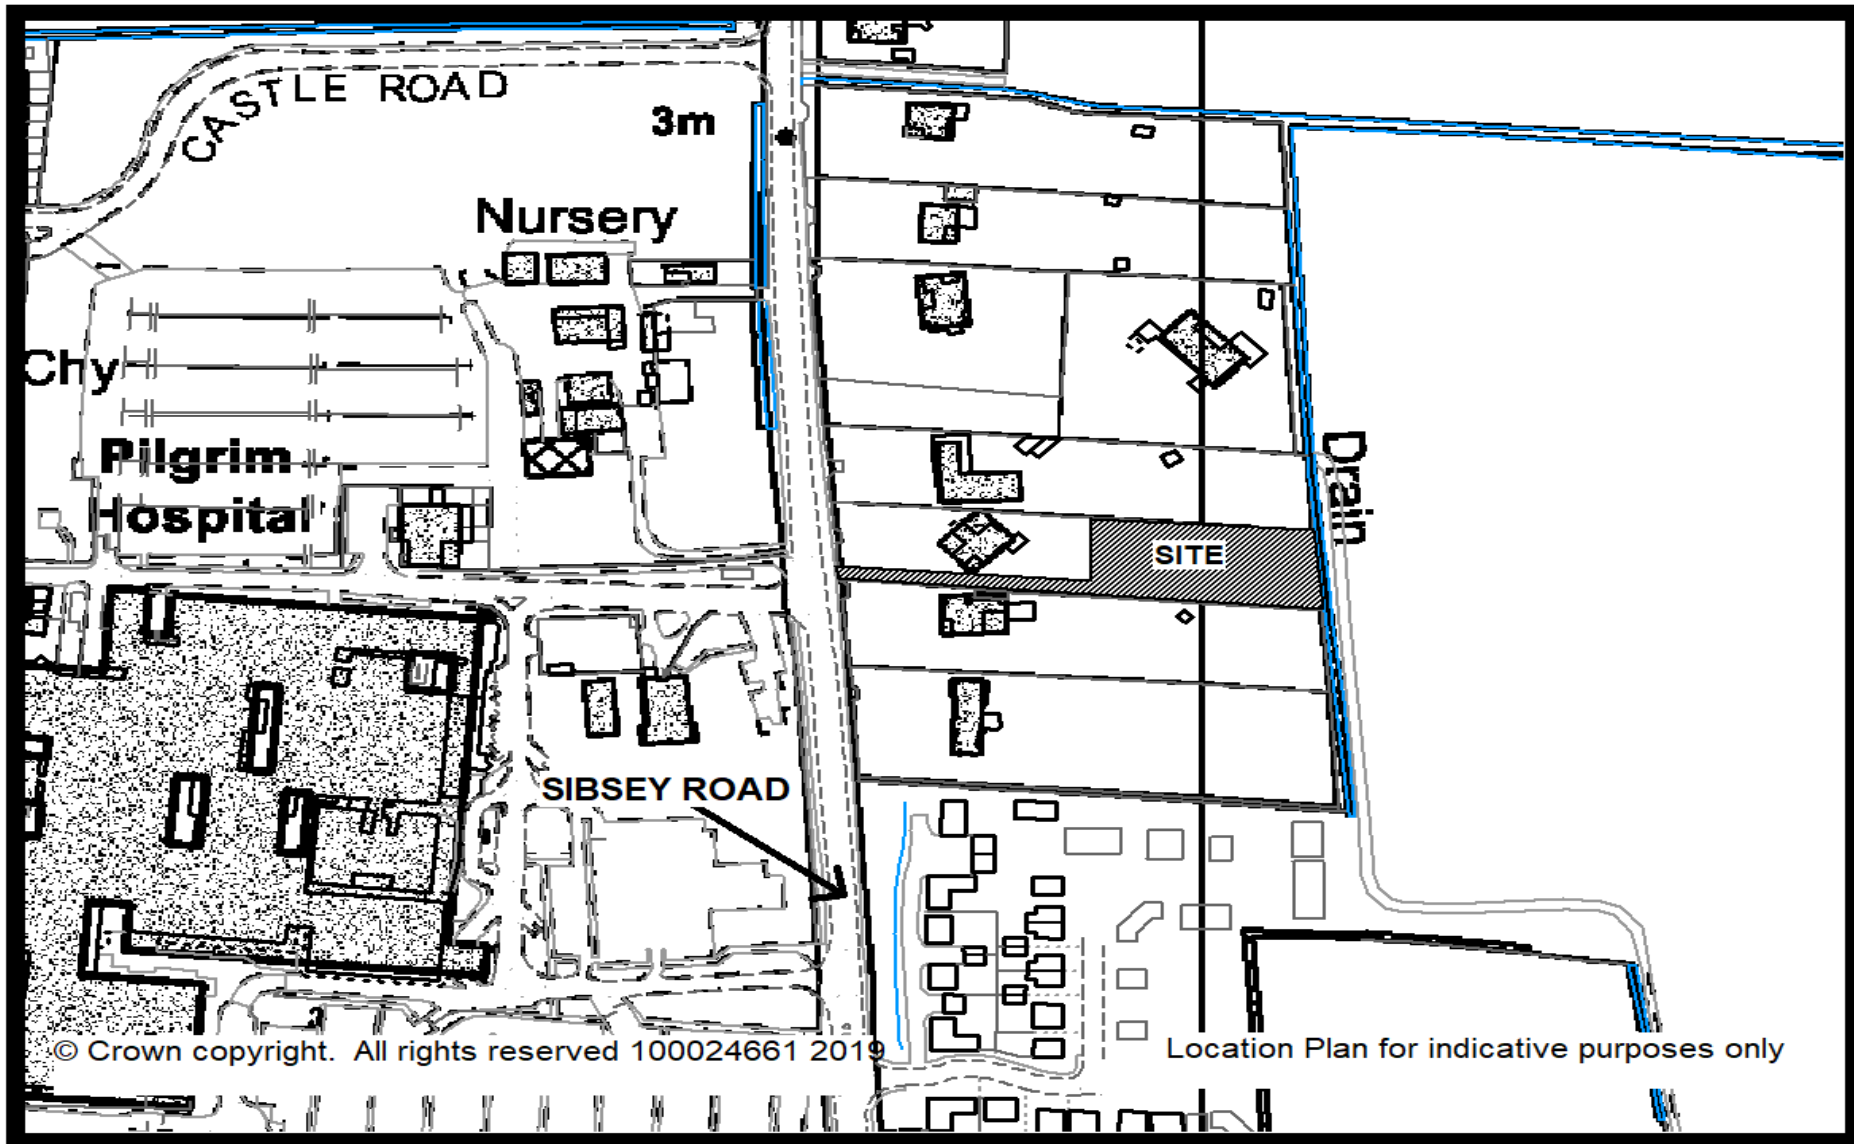 CASTLE ROAD
3m
Nursery
Chy
Pilgrim
Hospital
Drain
SITE
SIBSEY ROAD
3
© Crown copyright. All rights reserved 100024661 2019
Location Plan for indicative purposes only